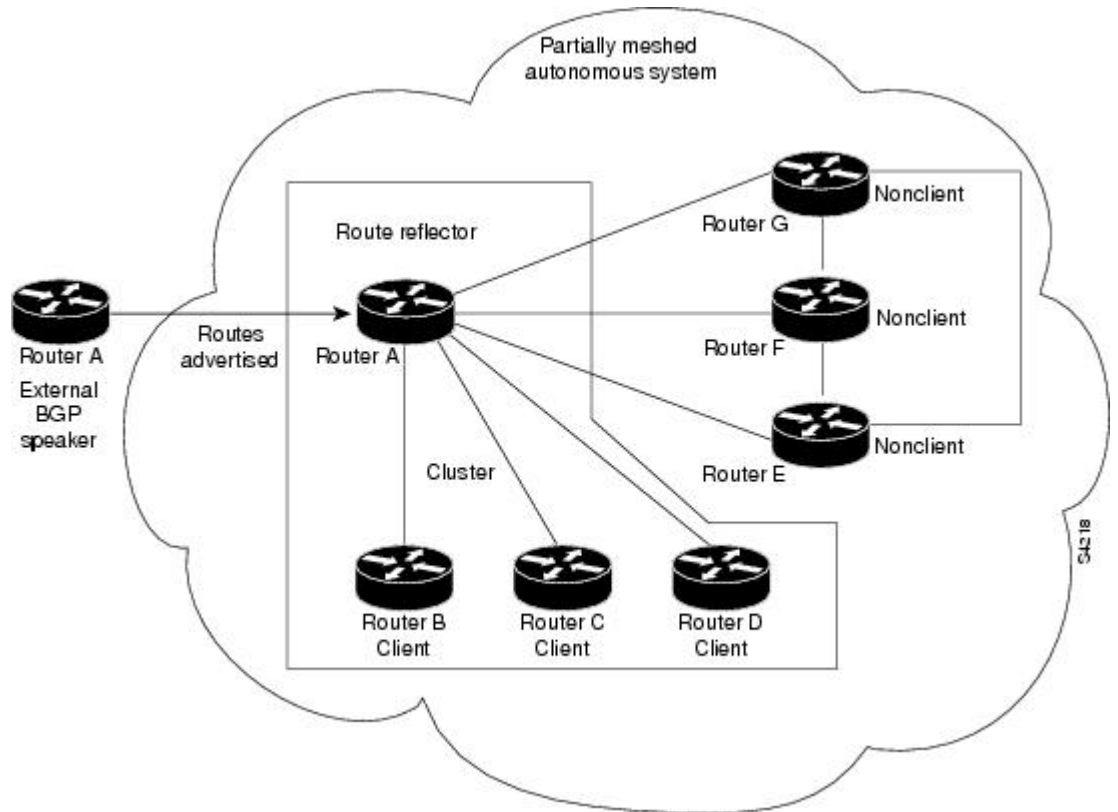 Partially meshed
autonomous system
Nonclient
Router G
Route reflector
Nonclient
Router A
External
BGP
speaker
Routes
advertised
Router A
Router F
Nonclient
Router E
Cluster
S4218
Router B
Client
Router C
Client
Router D
Client